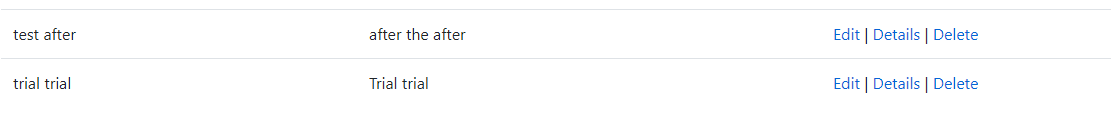 test after after the after Edit | Details | Delete
trial trial Trial trial Edit | Details | Delete